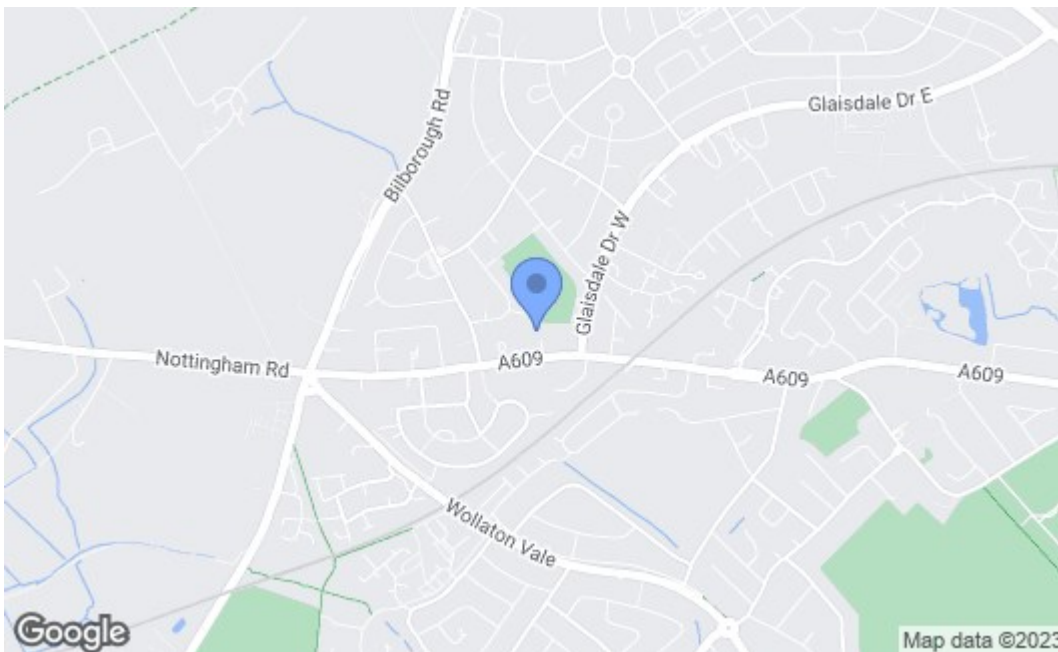 Glaisdale Dr E
Bilborough Rd
Glaisdale Dr W
Nottingham Rd
A609
A609
A609
Wollaton Vale
Google
Map data ©2023